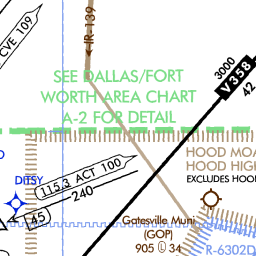 CVE 109
IR-139
3000
V358
42
SEE DALLAS/FORT
WORTH AREA CHART
A-2 FOR DETAIL
HOOD MOA
HOOD HIGH
EXCLUDES HOOD
DITSY
115.3 ACT 100
240
145
Gatesville Muni
(GOP)
905 34
R-6302D